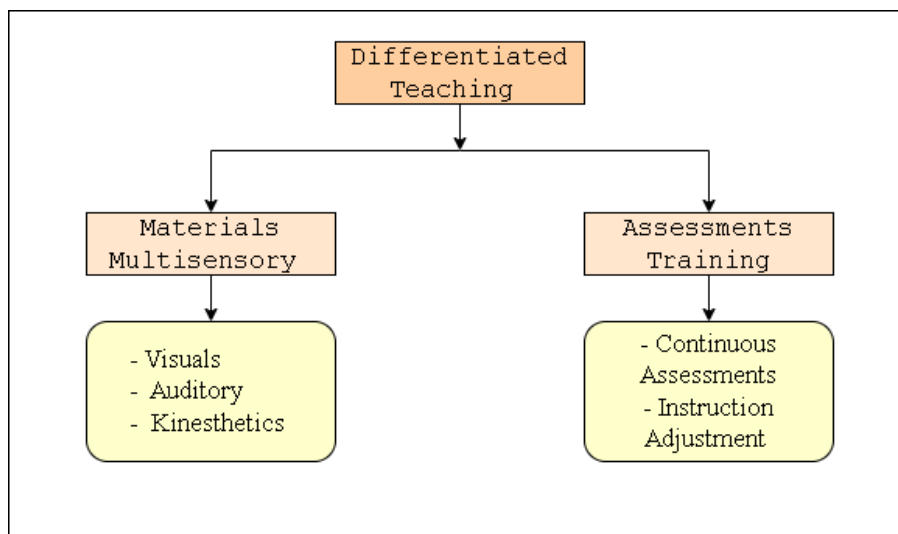 Differentiated
Teaching
Materials
Multisensory
Assessments
Training
- Visuals
- Auditory
- Kinesthetics
- Continuous
Assessments
- Instruction
Adjustment